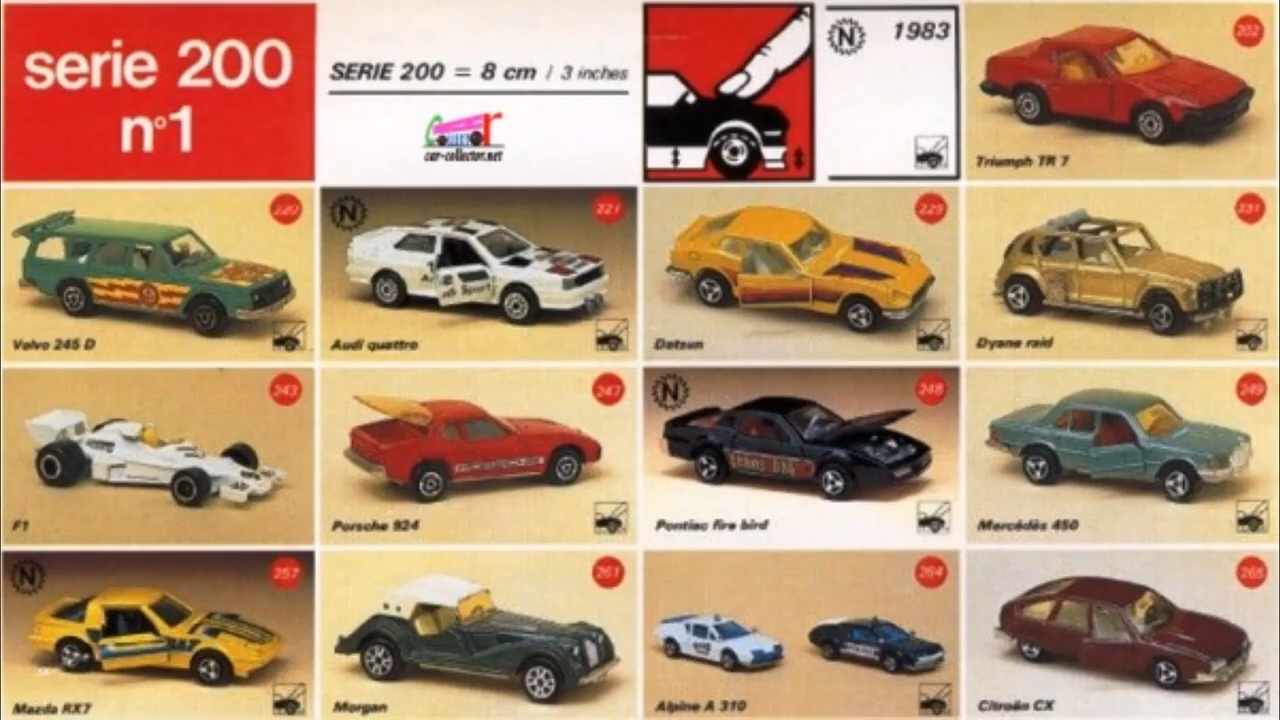 serie 200
n°1
SERIE 200 = 8 cm / 3 inches
car-collector.net
N
1983
202
Triumph TR 7
220
Volvo 245 D
N
221
Audi quattro
229
Datsun
231
Dyane raid
243
F1
247
Porsche 924
N
248
Pontiac fire bird
249
Mercédès 450
N
257
Mazda RX7
261
Morgan
264
Alpine A 310
265
Citroën CX